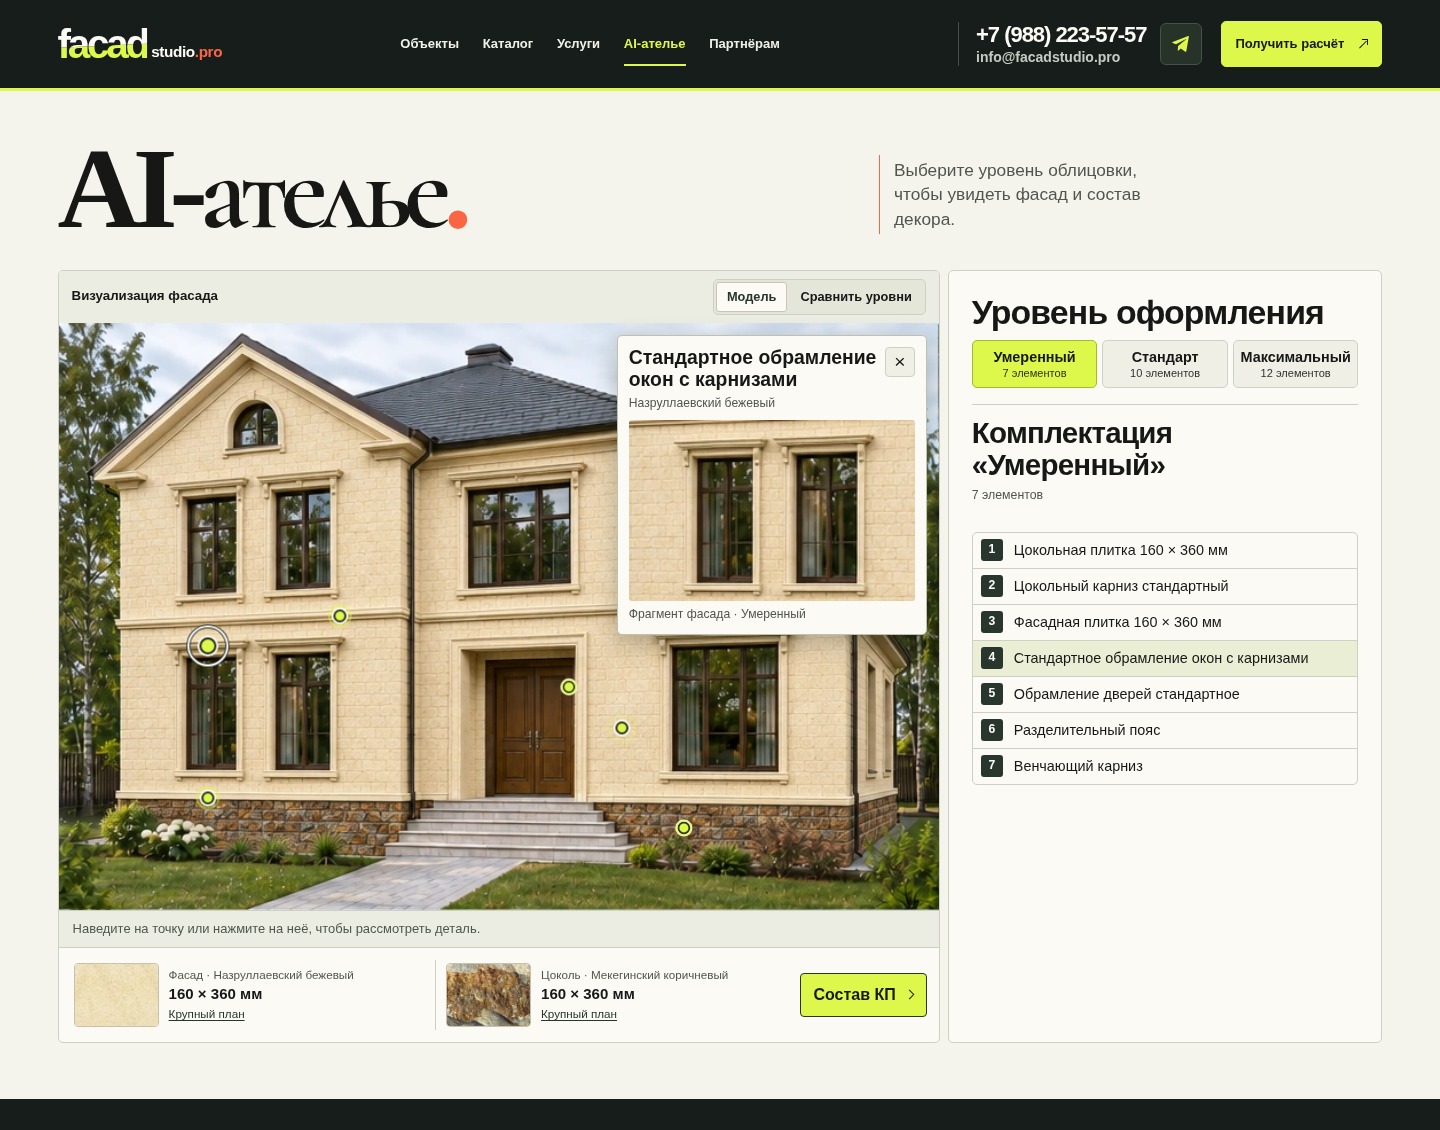 facad studio.pro
Объекты
Каталог
Услуги
AI-ателье
Партнёрам
+7 (988) 223-57-57
info@facadstudio.pro
Получить расчёт
AI-ателье.
Выберите уровень облицовки,
чтобы увидеть фасад и состав
декора.
Визуализация фасада
Модель
Сравнить уровни
Стандартное обрамление
окон с карнизами
Назруллаевский бежевый
Фрагмент фасада · Умеренный
Наведите на точку или нажмите на неё, чтобы рассмотреть деталь.
Фасад · Назруллаевский бежевый
160 × 360 мм
Крупный план
Цоколь · Мекегинский коричневый
160 × 360 мм
Крупный план
Состав КП
Уровень оформления
Умеренный
7 элементов
Стандарт
10 элементов
Максимальный
12 элементов
Комплектация
«Умеренный»
7 элементов
1 Цокольная плитка 160 × 360 мм
2 Цокольный карниз стандартный
3 Фасадная плитка 160 × 360 мм
4 Стандартное обрамление окон с карнизами
5 Обрамление дверей стандартное
6 Разделительный пояс
7 Венчающий карниз